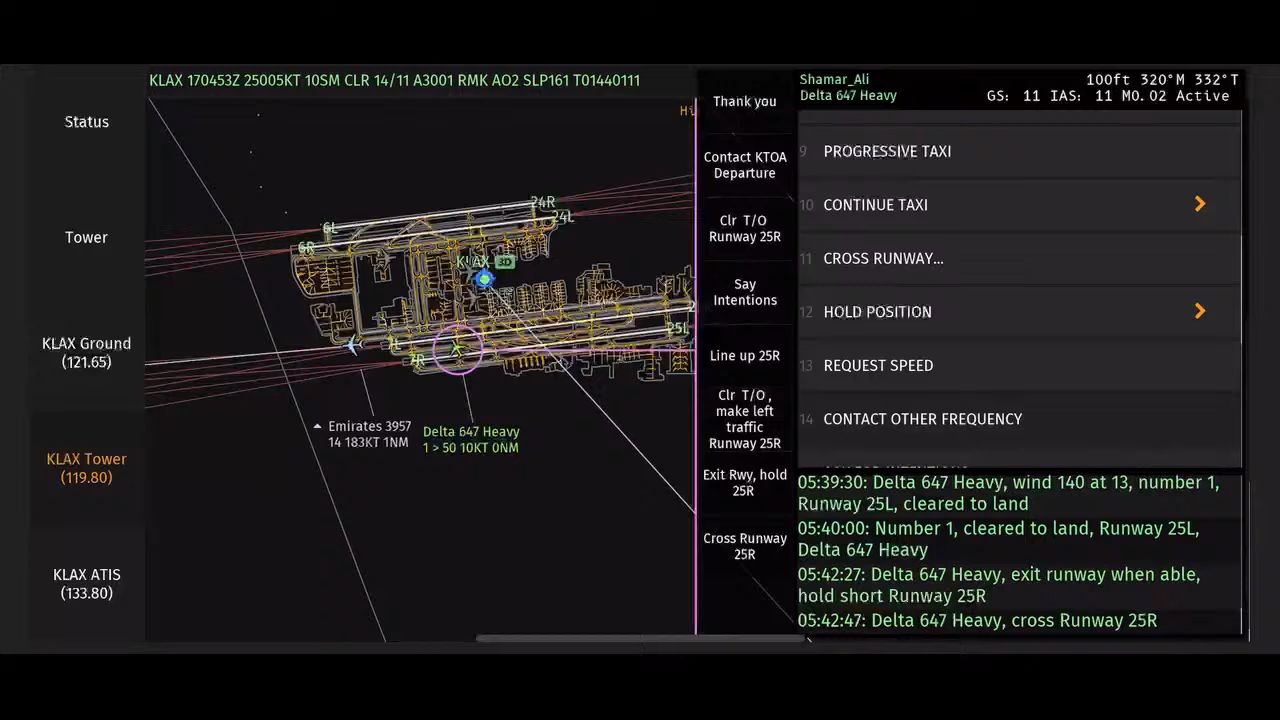 KLAX 170453Z 25005KT 10SM CLR 14/11 A3001 RMK AO2 SLP161 T01440111
Status
Tower
KLAX Ground
(121.65)
KLAX Tower
(119.80)
KLAX ATIS
(133.80)
Hi
24R
24L
6L
6R
KLAX 3D
25L
7L
7R
Emirates 3957
14 183KT 1NM
Delta 647 Heavy
1 > 50 10KT 0NM
Thank you
Contact KTOA
Departure
Clr T/O
Runway 25R
Say
Intentions
Line up 25R
Clr T/O,
make left
traffic
Runway 25R
Exit Rwy, hold
25R
Cross Runway
25R
Shamar_Ali
Delta 647 Heavy
100ft 320°M 332°T
GS: 11 IAS: 11 M0.02 Active
9 PROGRESSIVE TAXI
10 CONTINUE TAXI
11 CROSS RUNWAY...
12 HOLD POSITION
13 REQUEST SPEED
14 CONTACT OTHER FREQUENCY
05:39:30: Delta 647 Heavy, wind 140 at 13, number 1,
Runway 25L, cleared to land
05:40:00: Number 1, cleared to land, Runway 25L,
Delta 647 Heavy
05:42:27: Delta 647 Heavy, exit runway when able,
hold short Runway 25R
05:42:47: Delta 647 Heavy, cross Runway 25R